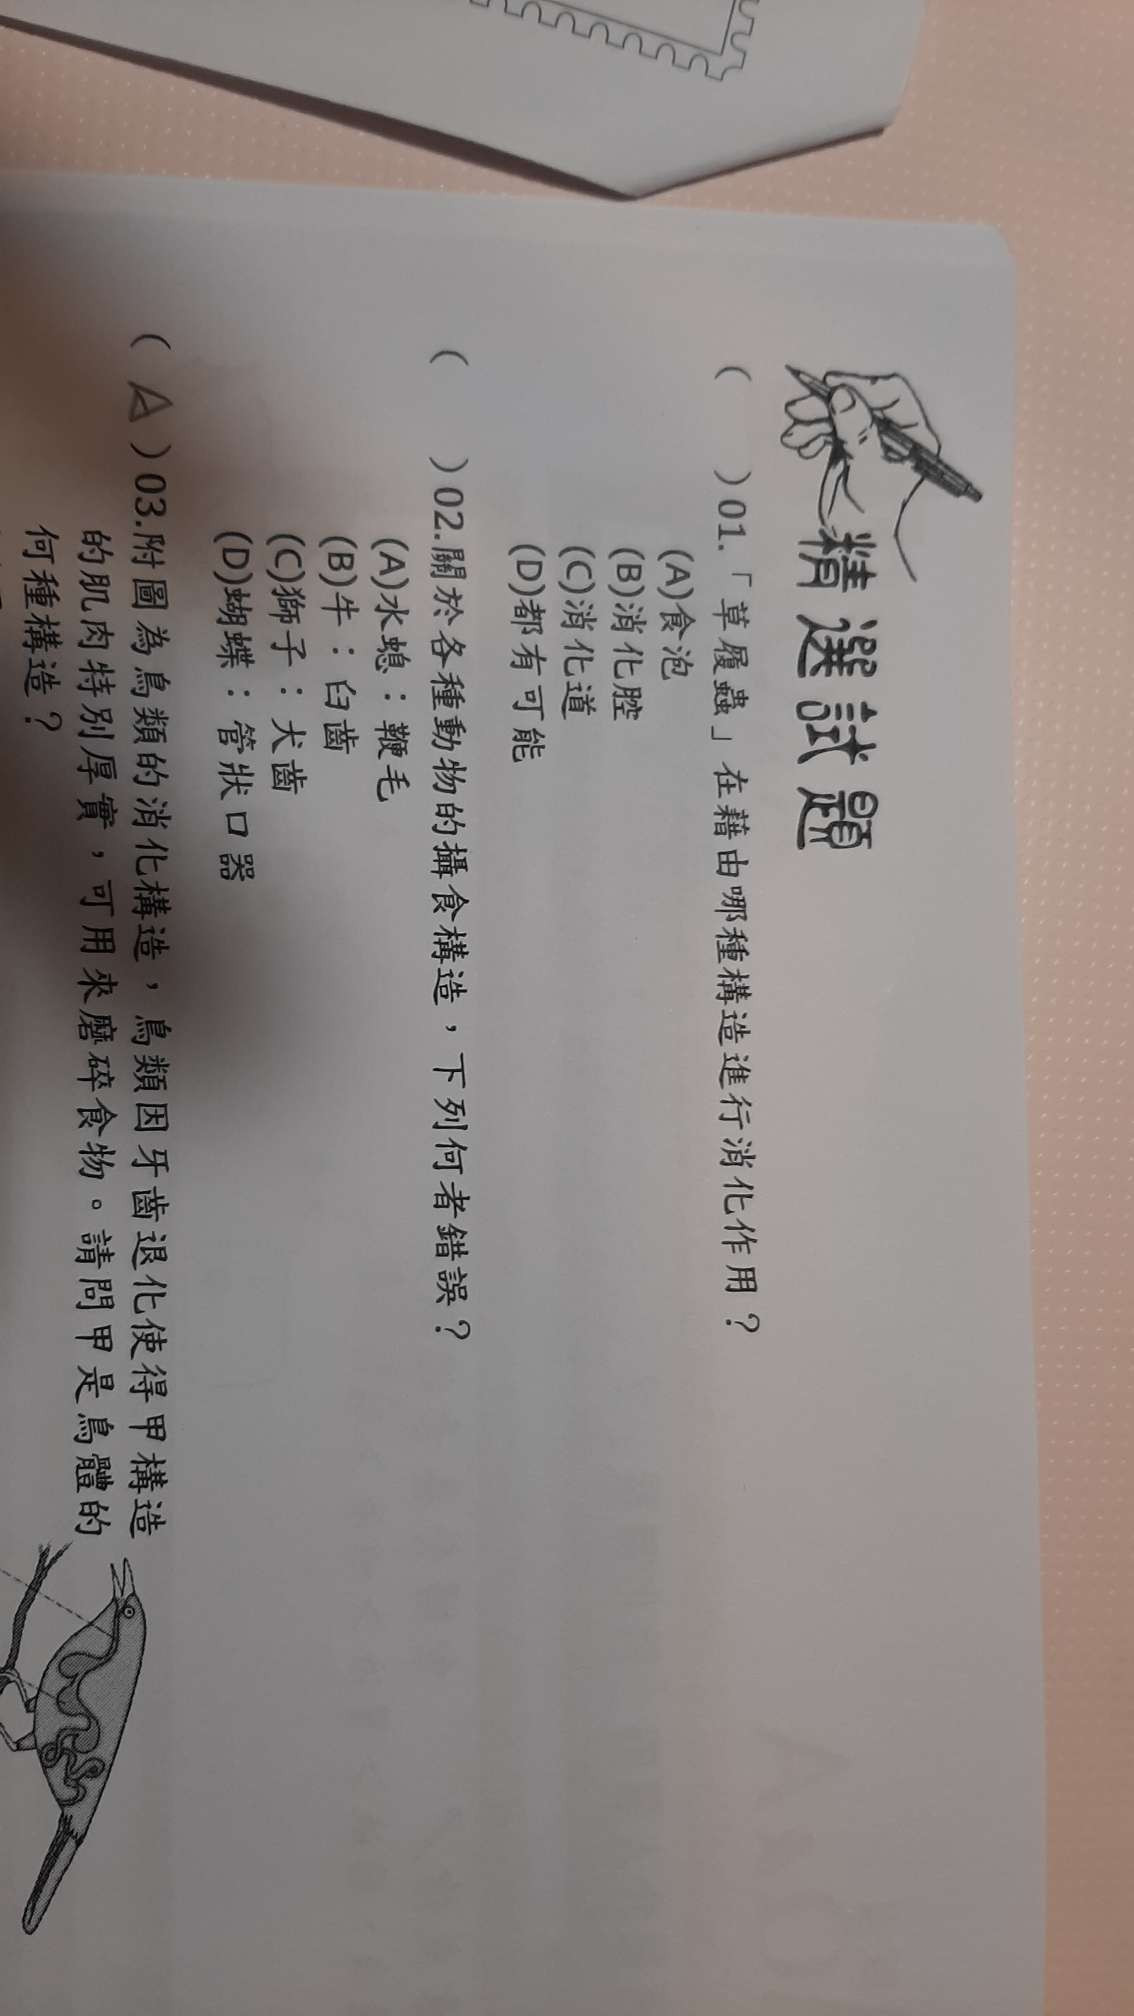 精選試題
(　　)01.「草履蟲」在藉由哪種構造進行消化作用？
(A)食泡
(B)消化腔
(C)消化道
(D)都有可能
(　　)02.關於各種動物的攝食構造，下列何者錯誤？
(A)水螅：鞭毛
(B)牛：臼齒
(C)獅子：犬齒
(D)蝴蝶：管狀口器
( A )03.附圖為鳥類的消化構造，鳥類因牙齒退化使得甲構造
的肌肉特別厚實，可用來磨碎食物。請問甲是鳥體的
何種構造？